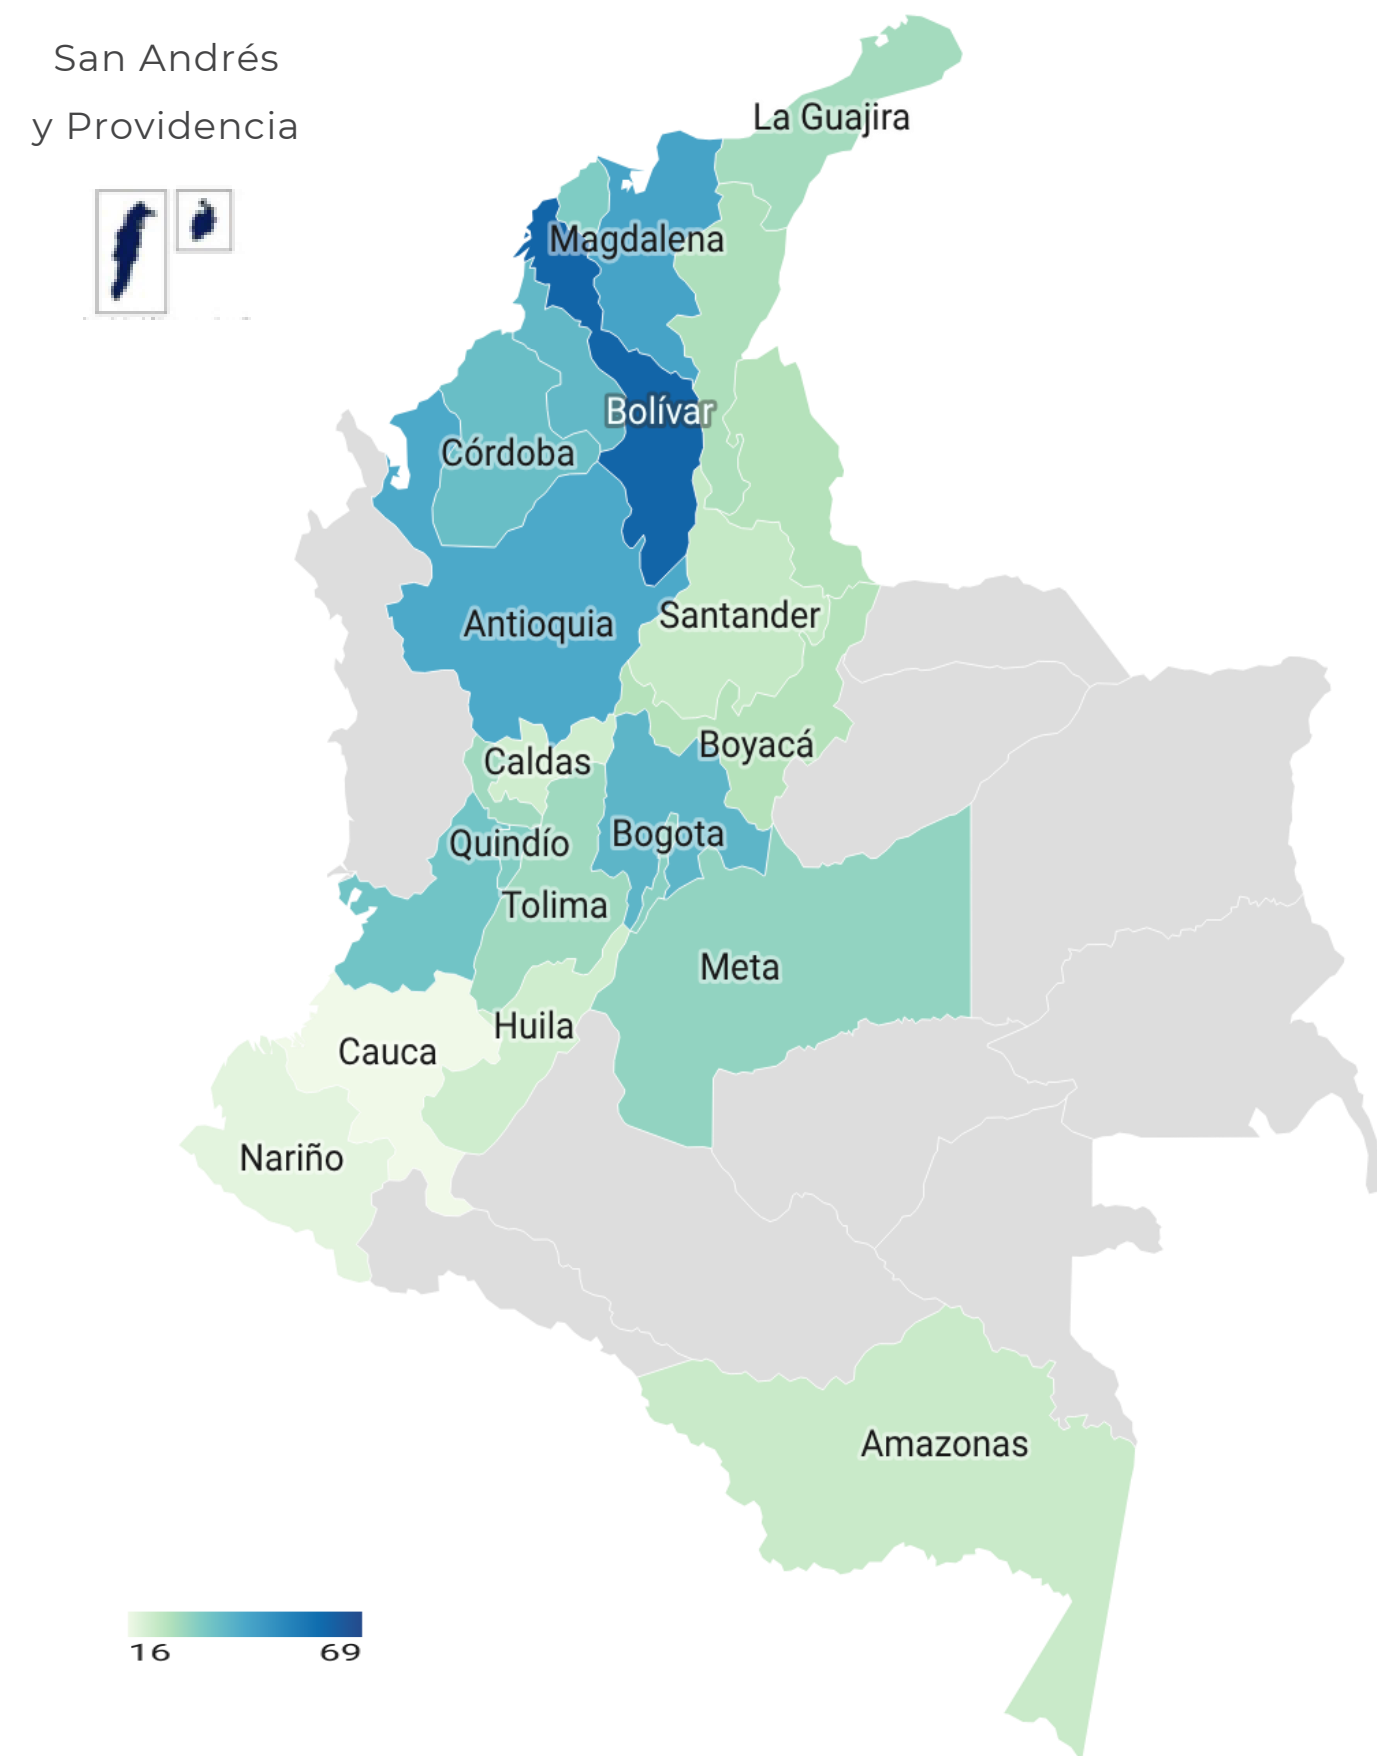 San Andrés
y Providencia
La Guajira
Magdalena
Bolívar
Córdoba
Antioquia
Santander
Boyacá
Caldas
Bogota
Quindío
Tolima
Meta
Huila
Cauca
Nariño
Amazonas
16
69